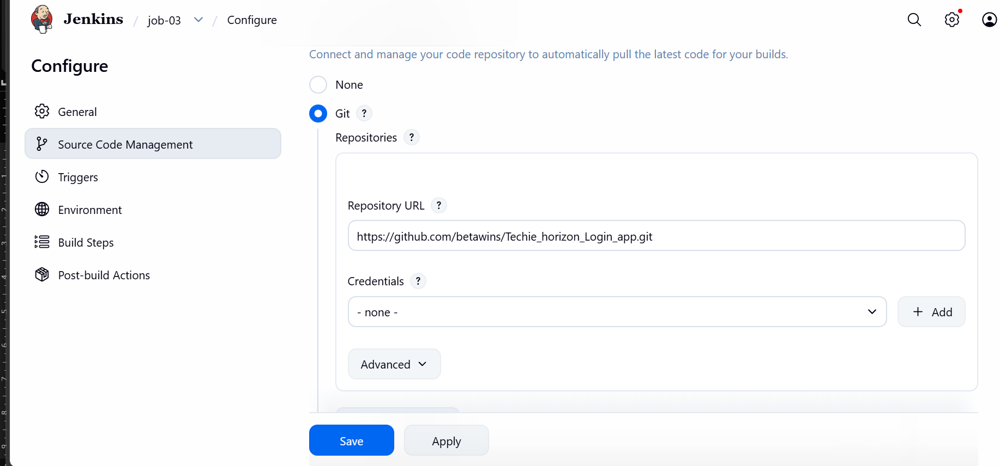 Jenkins / job-03 / Configure
Configure
General
Source Code Management
Triggers
Environment
Build Steps
Post-build Actions
Connect and manage your code repository to automatically pull the latest code for your builds.
None
Git ?
Repositories ?
Repository URL ?
https://github.com/betawins/Techie_horizon_Login_app.git
Credentials ?
- none -
+ Add
Advanced
Save
Apply